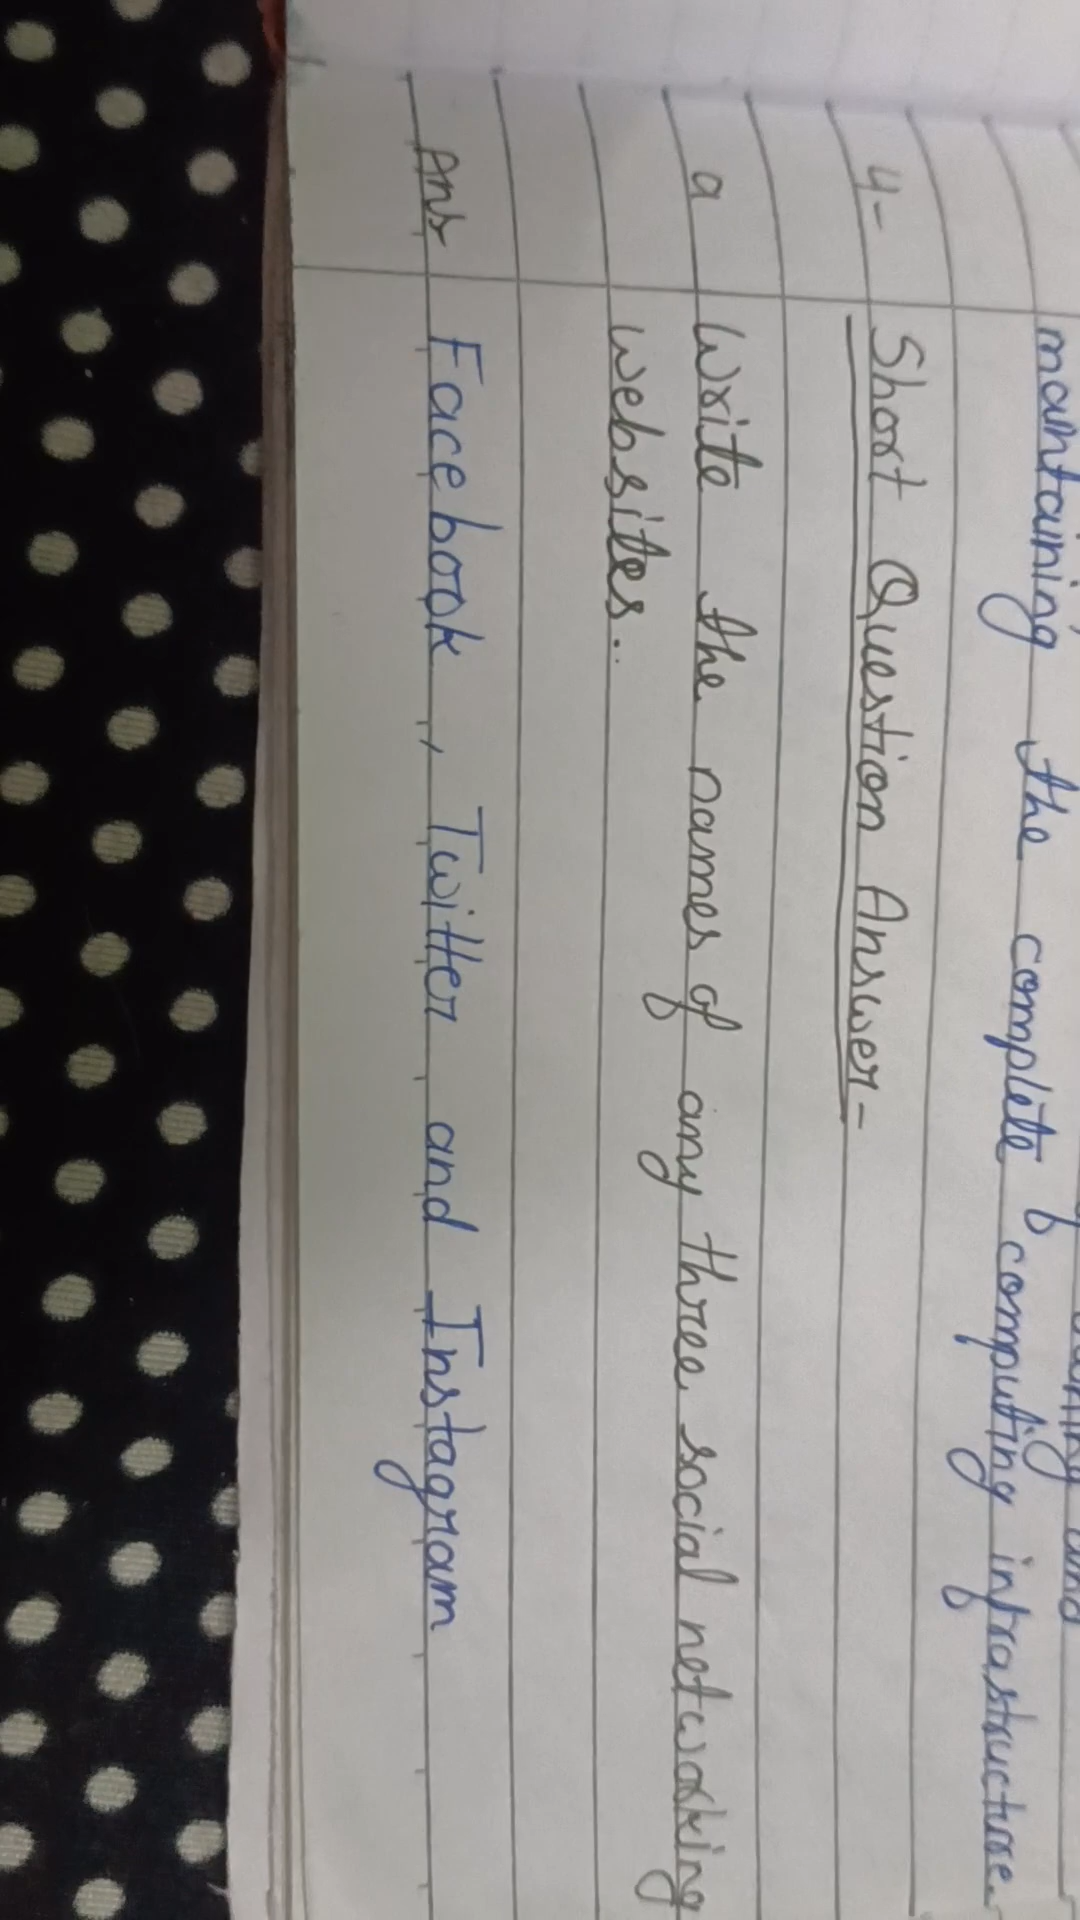 maintaining the complete computing infrastructure.
4- Short Question Answer-
a Write the names of any three social networking
websites..
Ans Facebook, Twitter and Instagram